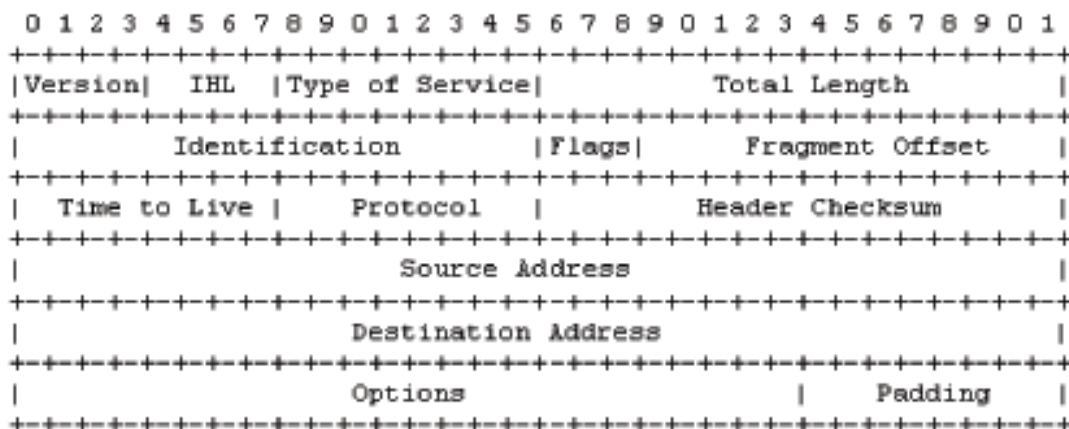 0 1 2 3 4 5 6 7 8 9 0 1 2 3 4 5 6 7 8 9 0 1 2 3 4 5 6 7 8 9 0 1
+-+-+-+-+-+-+-+-+-+-+-+-+-+-+-+-+-+-+-+-+-+-+-+-+-+-+-+-+-+-+-+-+
|Version|  IHL  |Type of Service|          Total Length         |
+-+-+-+-+-+-+-+-+-+-+-+-+-+-+-+-+-+-+-+-+-+-+-+-+-+-+-+-+-+-+-+-+
|         Identification        |Flags|      Fragment Offset    |
+-+-+-+-+-+-+-+-+-+-+-+-+-+-+-+-+-+-+-+-+-+-+-+-+-+-+-+-+-+-+-+-+
|  Time to Live |    Protocol   |         Header Checksum       |
+-+-+-+-+-+-+-+-+-+-+-+-+-+-+-+-+-+-+-+-+-+-+-+-+-+-+-+-+-+-+-+-+
|                       Source Address                          |
+-+-+-+-+-+-+-+-+-+-+-+-+-+-+-+-+-+-+-+-+-+-+-+-+-+-+-+-+-+-+-+-+
|                    Destination Address                        |
+-+-+-+-+-+-+-+-+-+-+-+-+-+-+-+-+-+-+-+-+-+-+-+-+-+-+-+-+-+-+-+-+
|                    Options                    |    Padding    |
+-+-+-+-+-+-+-+-+-+-+-+-+-+-+-+-+-+-+-+-+-+-+-+-+-+-+-+-+-+-+-+-+